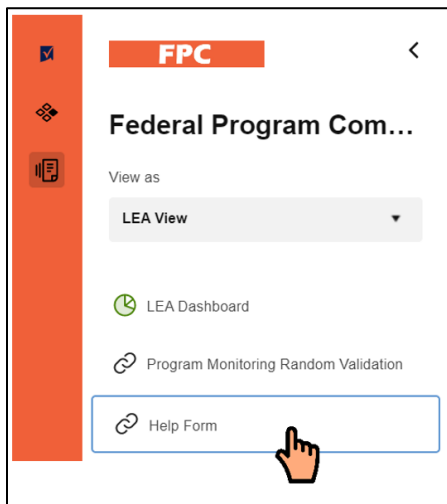 FPC
Federal Program Com...
View as
LEA View
LEA Dashboard
Program Monitoring Random Validation
Help Form